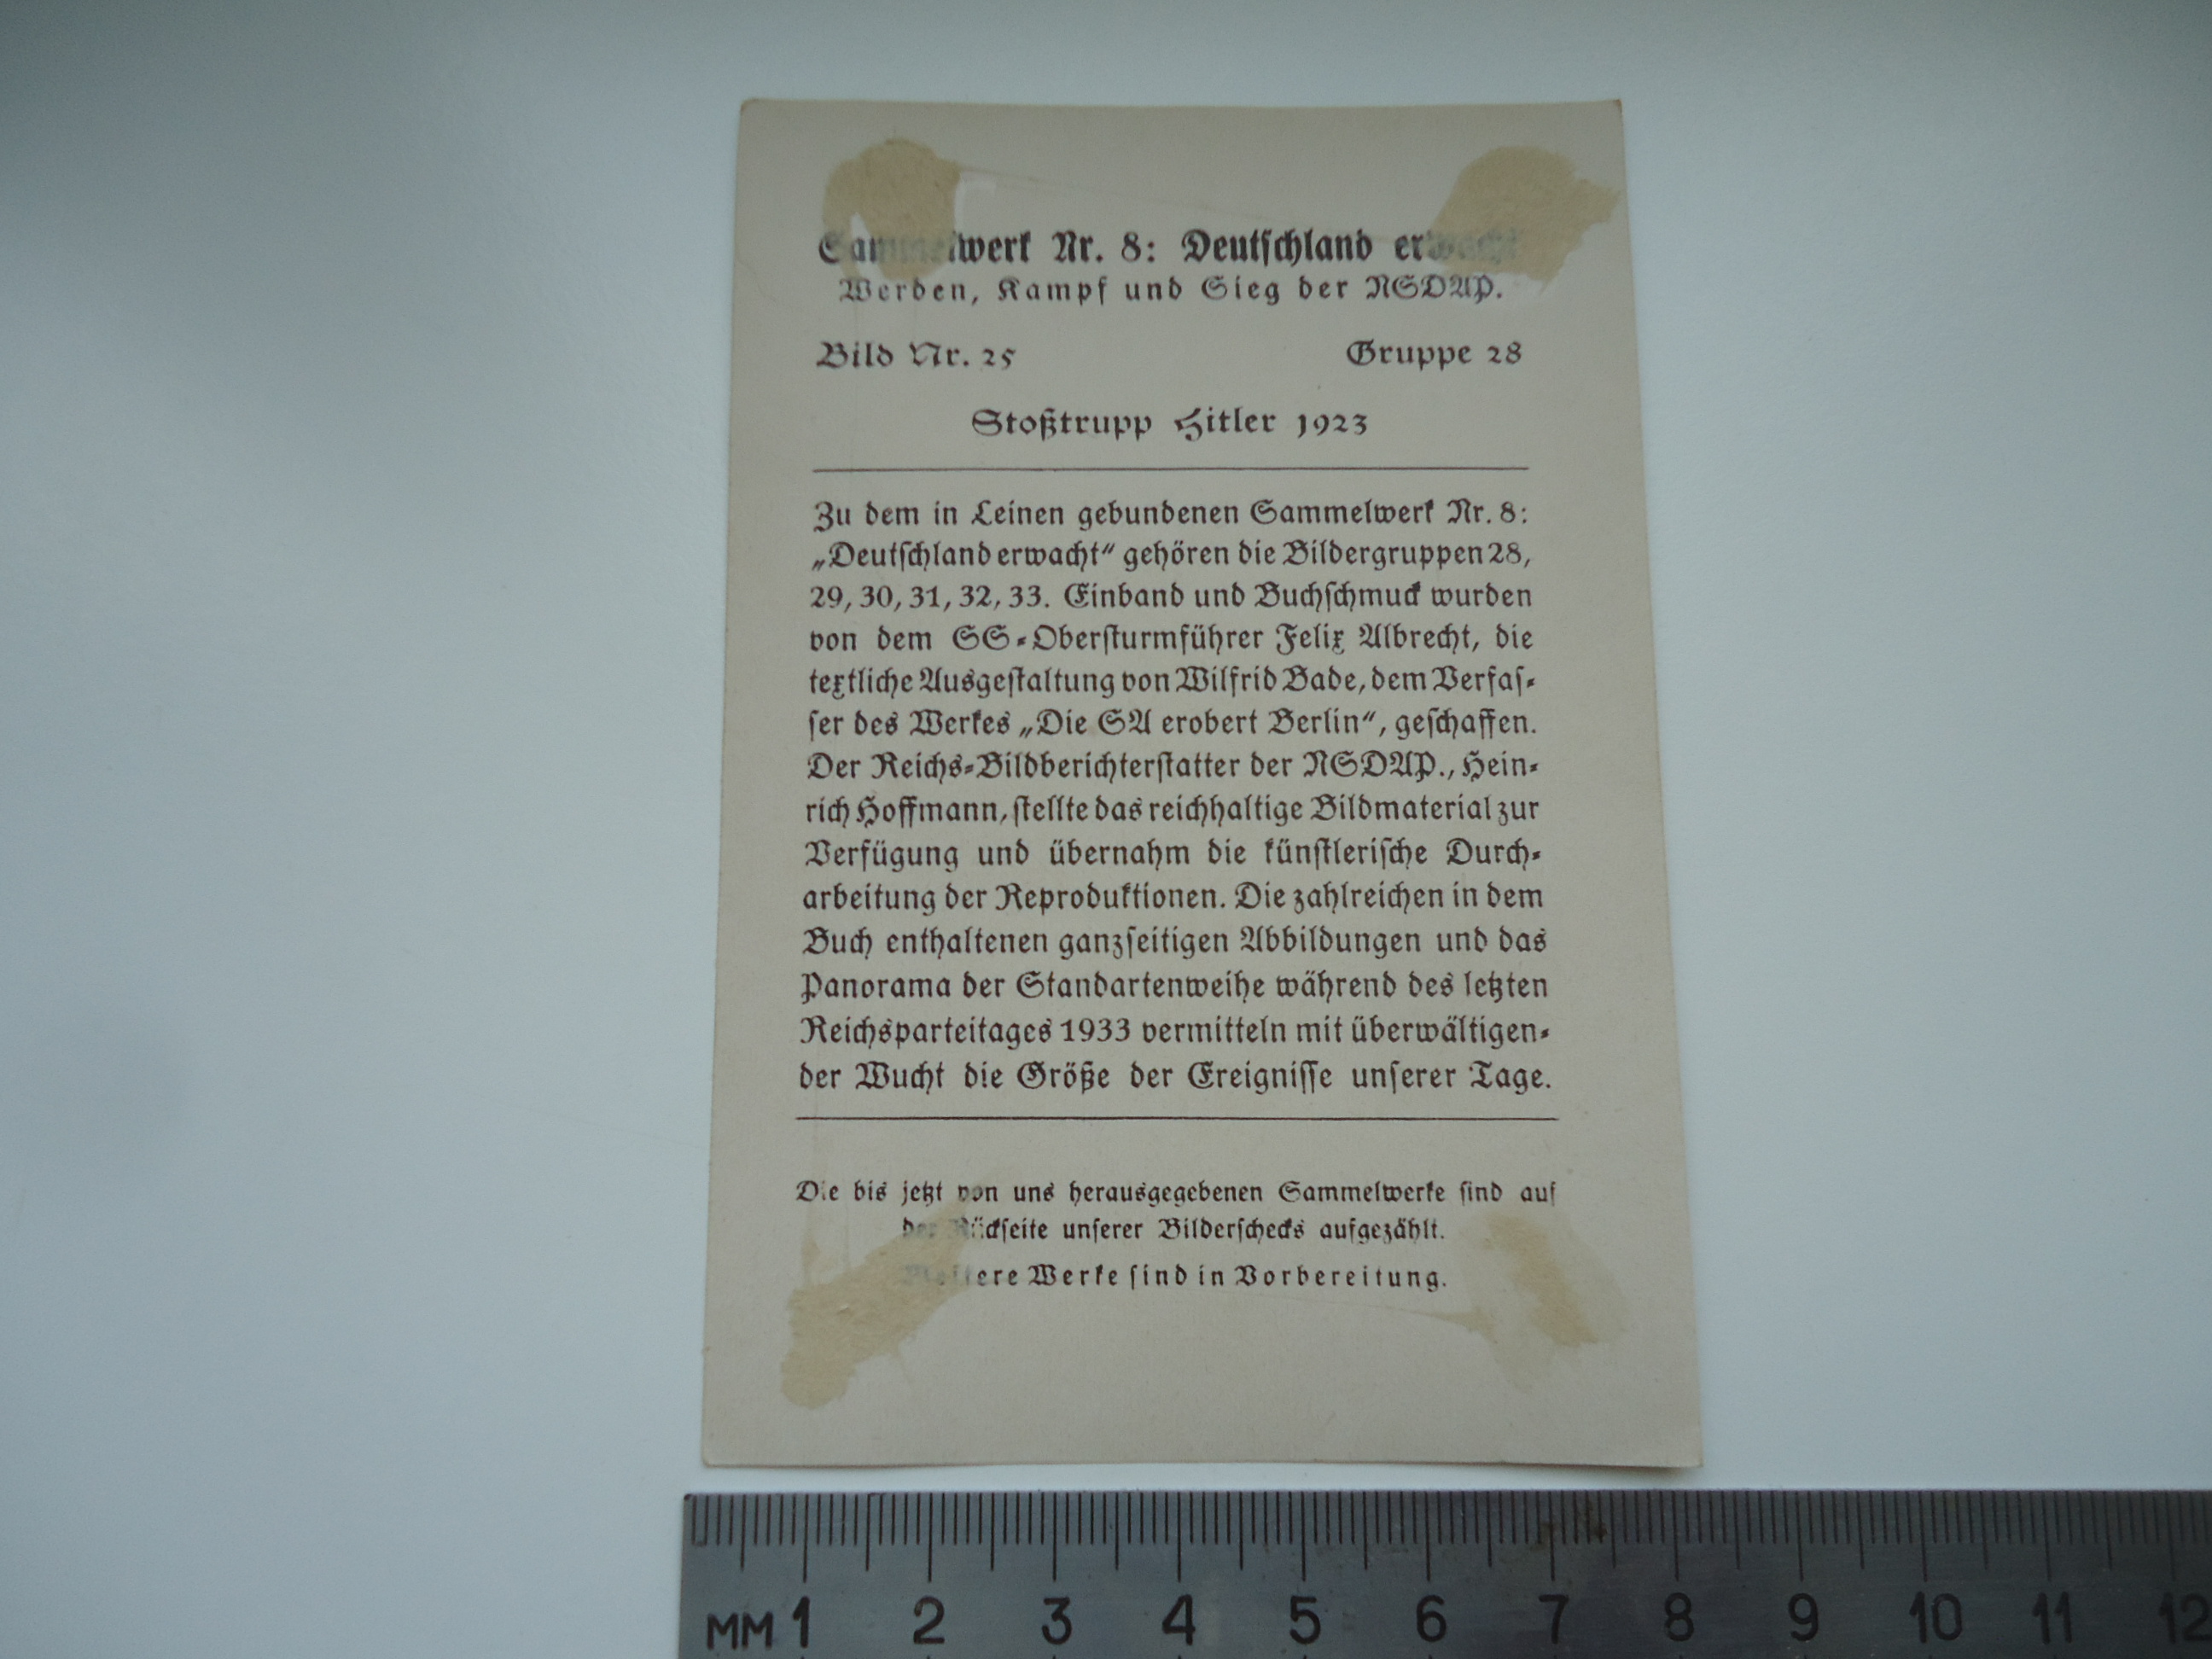 Sammelwerk Nr. 8: Deutschland erwacht
Werden, Kampf und Sieg der NSDAP.
Bild Nr. 25 Gruppe 28
Stoßtrupp Hitler 1923
Zu dem in Leinen gebundenen Sammelwerk Nr. 8:
„Deutschland erwacht“ gehören die Bildergruppen 28,
29, 30, 31, 32, 33. Einband und Buchschmuck wurden
von dem SS-Obersturmführer Felix Albrecht, die
textliche Ausgestaltung von Wilfrid Bade, dem Verfas-
ser des Werkes „Die SA erobert Berlin“, geschaffen.
Der Reichs-Bildberichterstatter der NSDAP., Hein-
rich Hoffmann, stellte das reichhaltige Bildmaterial zur
Verfügung und übernahm die künstlerische Durch-
arbeitung der Reproduktionen. Die zahlreichen in dem
Buch enthaltenen ganzseitigen Abbildungen und das
Panorama der Standartenweihe während des letzten
Reichsparteitages 1933 vermitteln mit überwältigen-
der Wucht die Größe der Ereignisse unserer Tage.
Die bis jetzt von uns herausgegebenen Sammelwerke sind auf
der Rückseite unserer Bilderschecks aufgezählt.
Weitere Werke sind in Vorbereitung.
MM 1 2 3 4 5 6 7 8 9 10 11 12